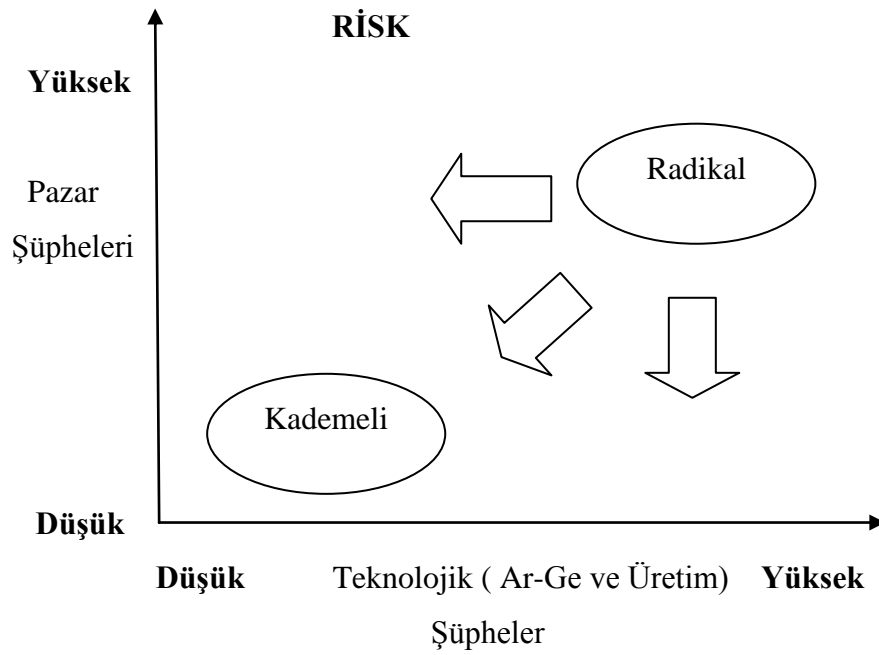 RİSK
Yüksek
Radikal
Pazar
Şüpheleri
Kademeli
Düşük
Düşük Teknolojik ( Ar-Ge ve Üretim) Yüksek
Şüpheler